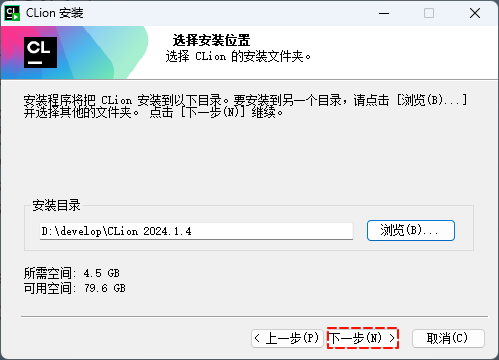 CLion 安装
CL
选择安装位置
选择 CLion 的安装文件夹。
安装程序将把 CLion 安装到以下目录。要安装到另一个目录，请点击 [浏览(B)...]
并选择其他的文件夹。 点击 [下一步(N)] 继续。
安装目录
D:\develop\CLion 2024.1.4
浏览(B)...
所需空间: 4.5 GB
可用空间: 79.6 GB
< 上一步(P)
下一步(N) >
取消(C)